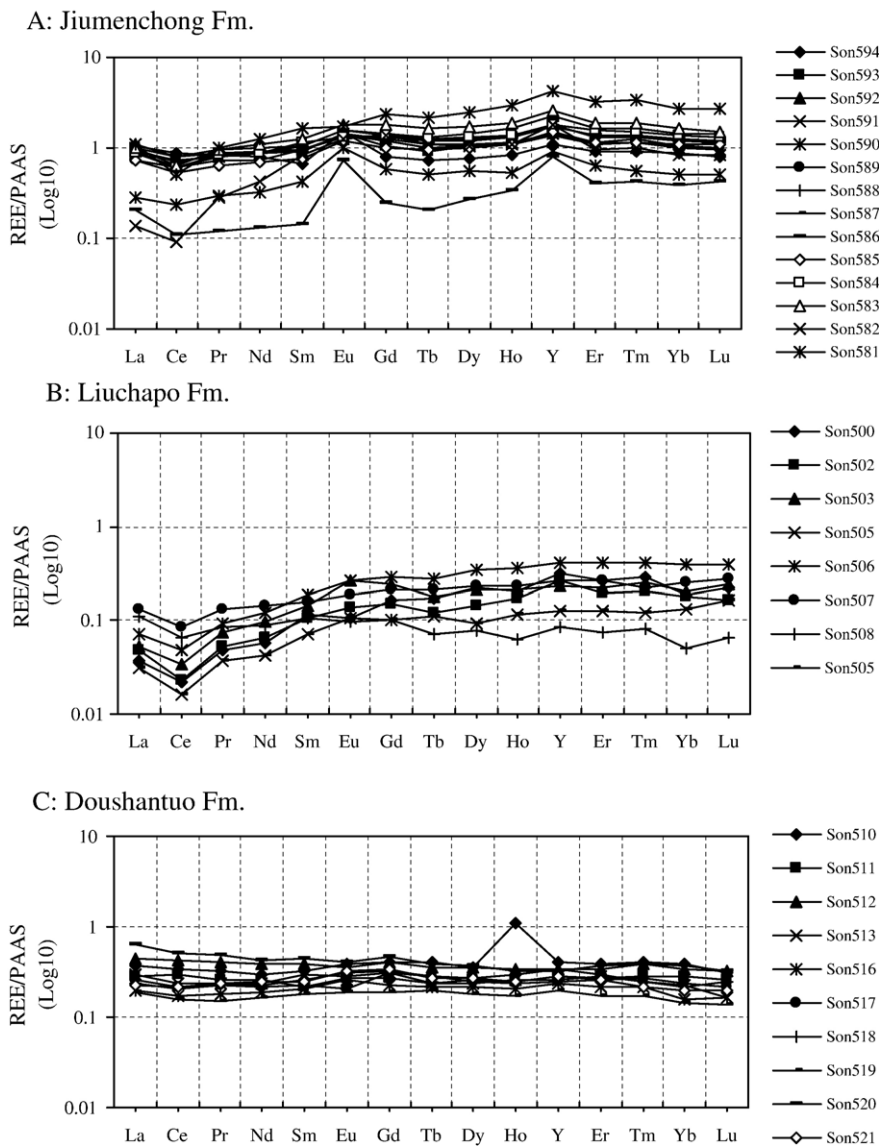 A: Jiumenchong Fm.
10
1
0.1
0.01
REE/PAAS
(Log10)
La Ce Pr Nd Sm Eu Gd Tb Dy Ho Y Er Tm Yb Lu
Son594
Son593
Son592
Son591
Son590
Son589
Son588
Son587
Son586
Son585
Son584
Son583
Son582
Son581
B: Liuchapo Fm.
10
1
0.1
0.01
REE/PAAS
(Log10)
La Ce Pr Nd Sm Eu Gd Tb Dy Ho Y Er Tm Yb Lu
Son500
Son502
Son503
Son505
Son506
Son507
Son508
Son505
C: Doushantuo Fm.
10
1
0.1
0.01
REE/PAAS
(Log10)
La Ce Pr Nd Sm Eu Gd Tb Dy Ho Y Er Tm Yb Lu
Son510
Son511
Son512
Son513
Son516
Son517
Son518
Son519
Son520
Son521